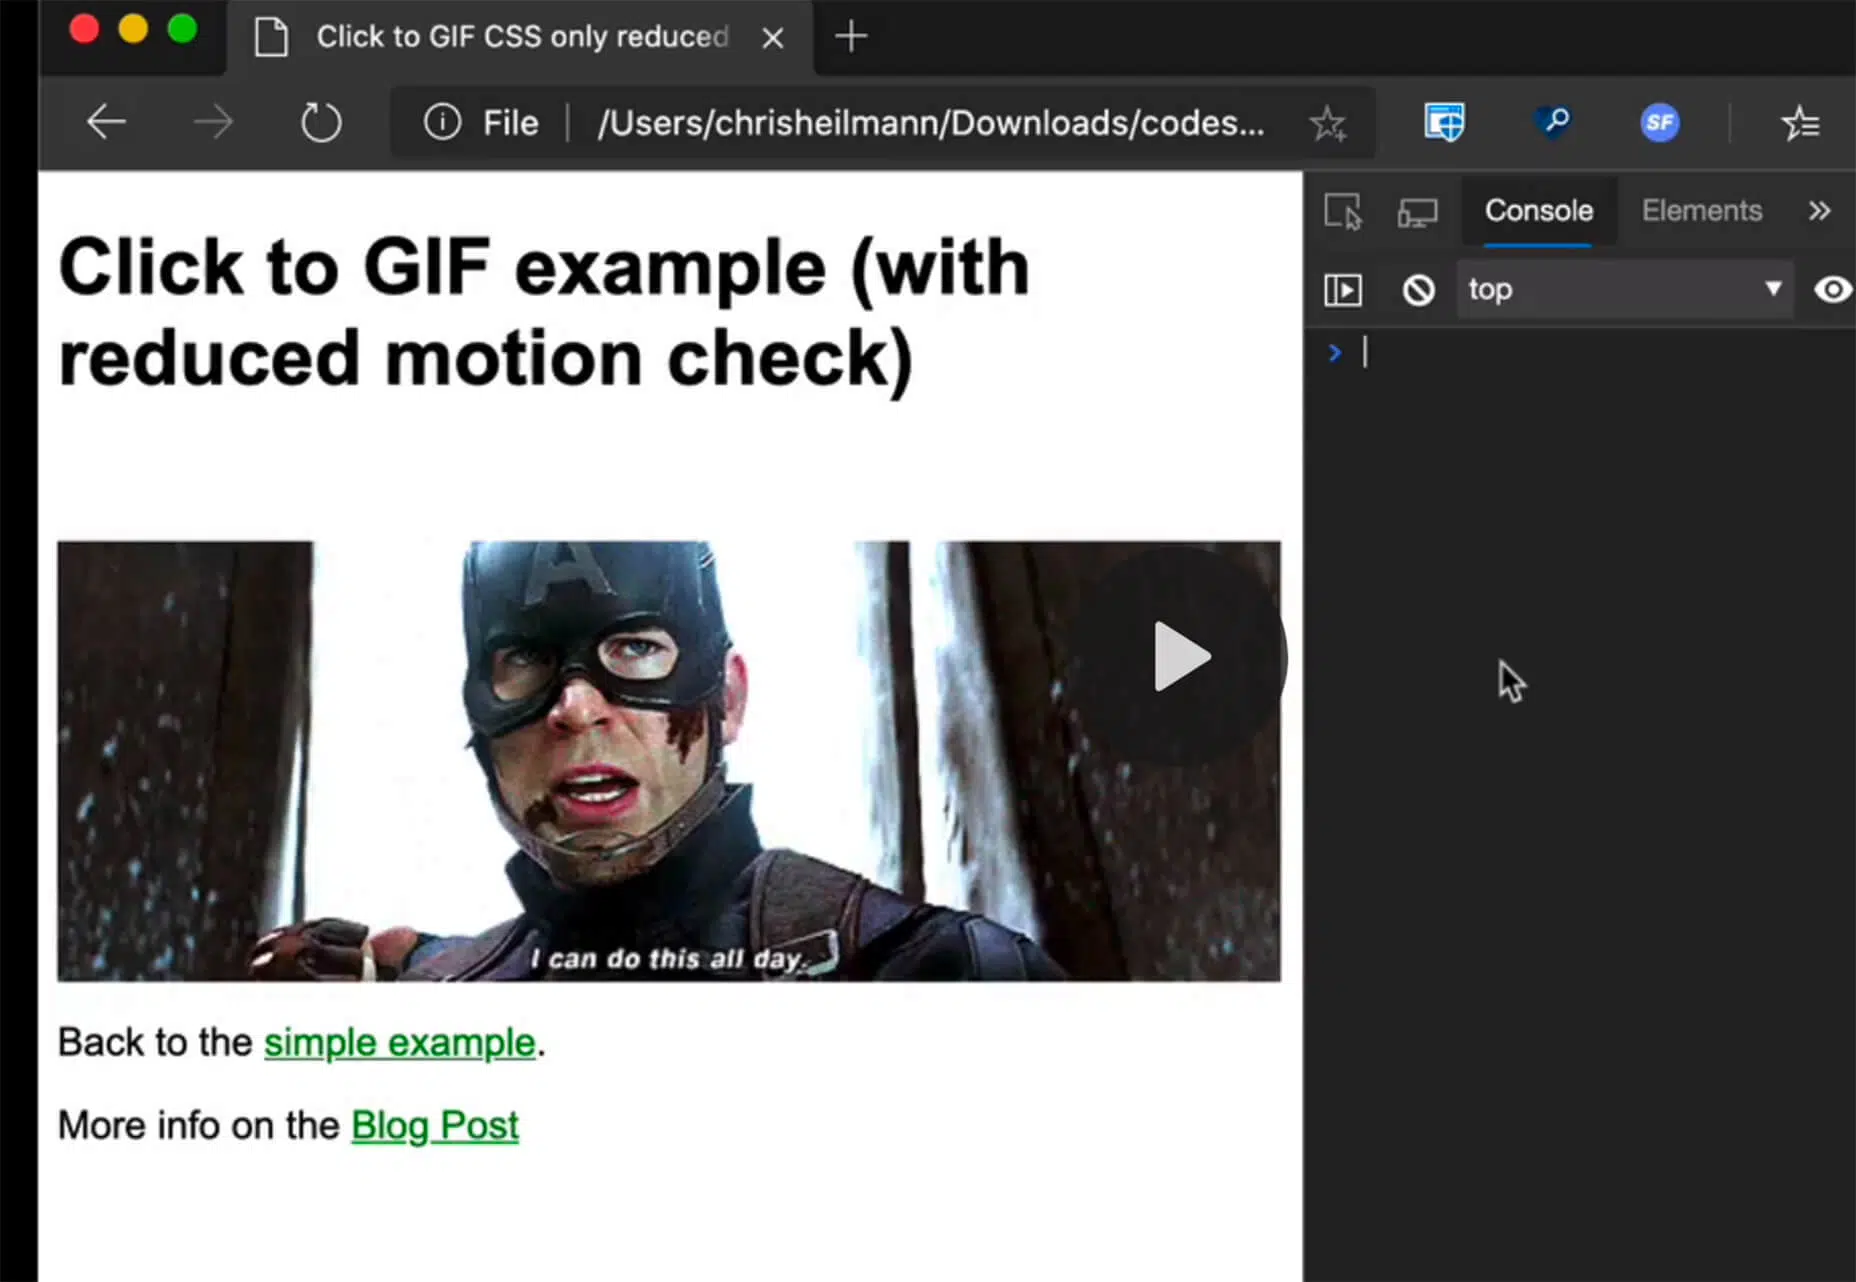 Click to GIF CSS only reduced
File
/Users/chrisheilmann/Downloads/codes...
SF
Click to GIF example (with
reduced motion check)
A
I can do this all day.
Back to the simple example.
More info on the Blog Post
Console
Elements
top